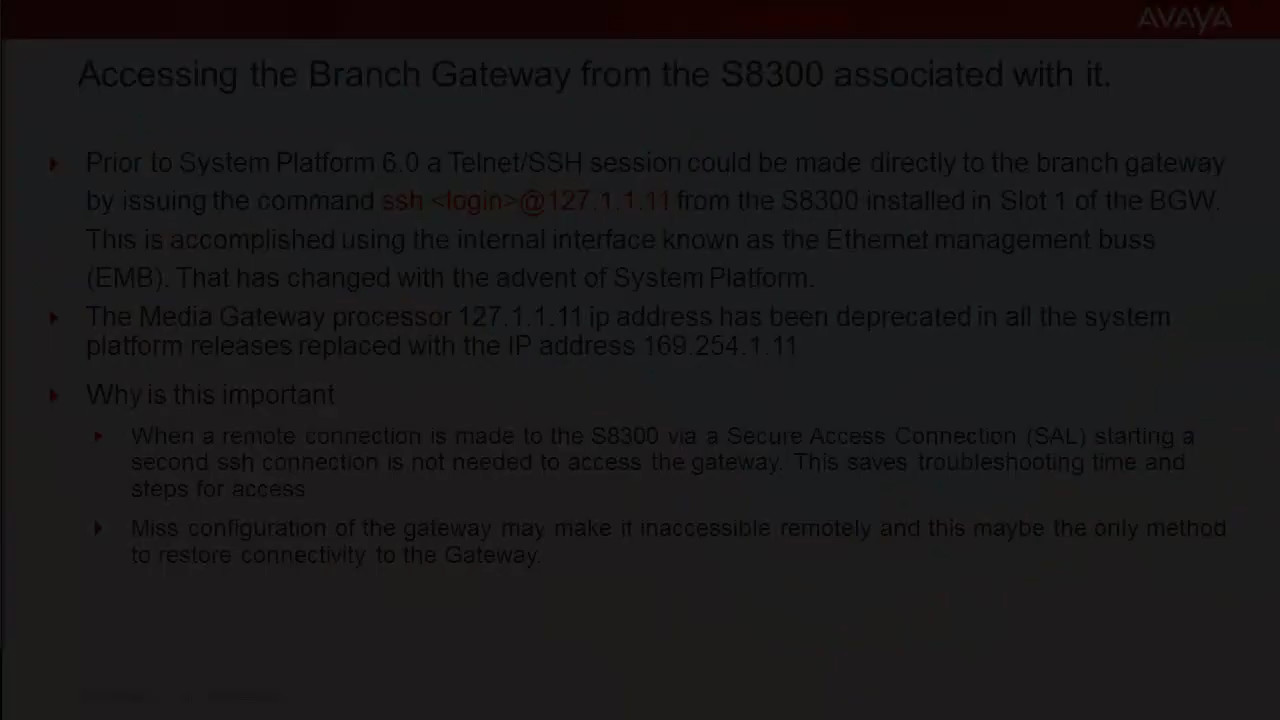 AVAYA
Accessing the Branch Gateway from the S8300 associated with it.
Prior to System Platform 6.0 a Telnet/SSH session could be made directly to the branch gateway
by issuing the command ssh <login>@127.1.1.11 from the S8300 installed in Slot 1 of the BGW.
This is accomplished using the internal interface known as the Ethernet management buss
(EMB). That has changed with the advent of System Platform.
The Media Gateway processor 127.1.1.11 ip address has been deprecated in all the system
platform releases replaced with the IP address 169.254.1.11
Why is this important
When a remote connection is made to the S8300 via a Secure Access Connection (SAL) starting a
second ssh connection is not needed to access the gateway. This saves troubleshooting time and
steps for access
Miss configuration of the gateway may make it inaccessible remotely and this maybe the only method
to restore connectivity to the Gateway.